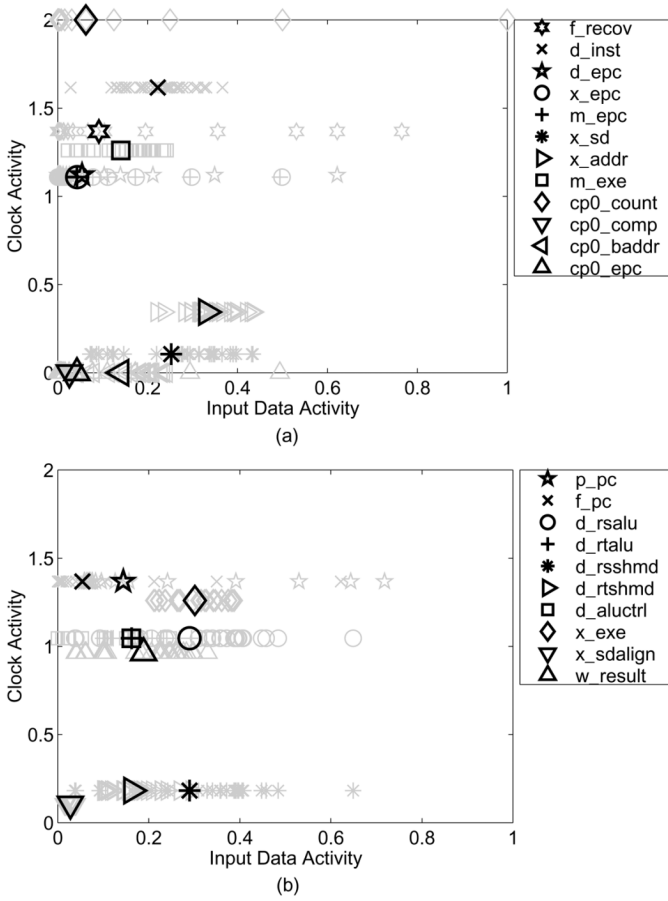 2
1.5
1
0.5
0
0
0.2
0.4
0.6
0.8
1
Clock Activity
Input Data Activity
(a)
f_recov
d_inst
d_epc
x_epc
m_epc
x_sd
x_addr
m_exe
cp0_count
cp0_comp
cp0_baddr
cp0_epc
2
1.5
1
0.5
0
0
0.2
0.4
0.6
0.8
1
Clock Activity
Input Data Activity
(b)
p_pc
f_pc
d_rsalu
d_rtalu
d_rsshmd
d_rtshmd
d_aluctrl
x_exe
x_sdalign
w_result